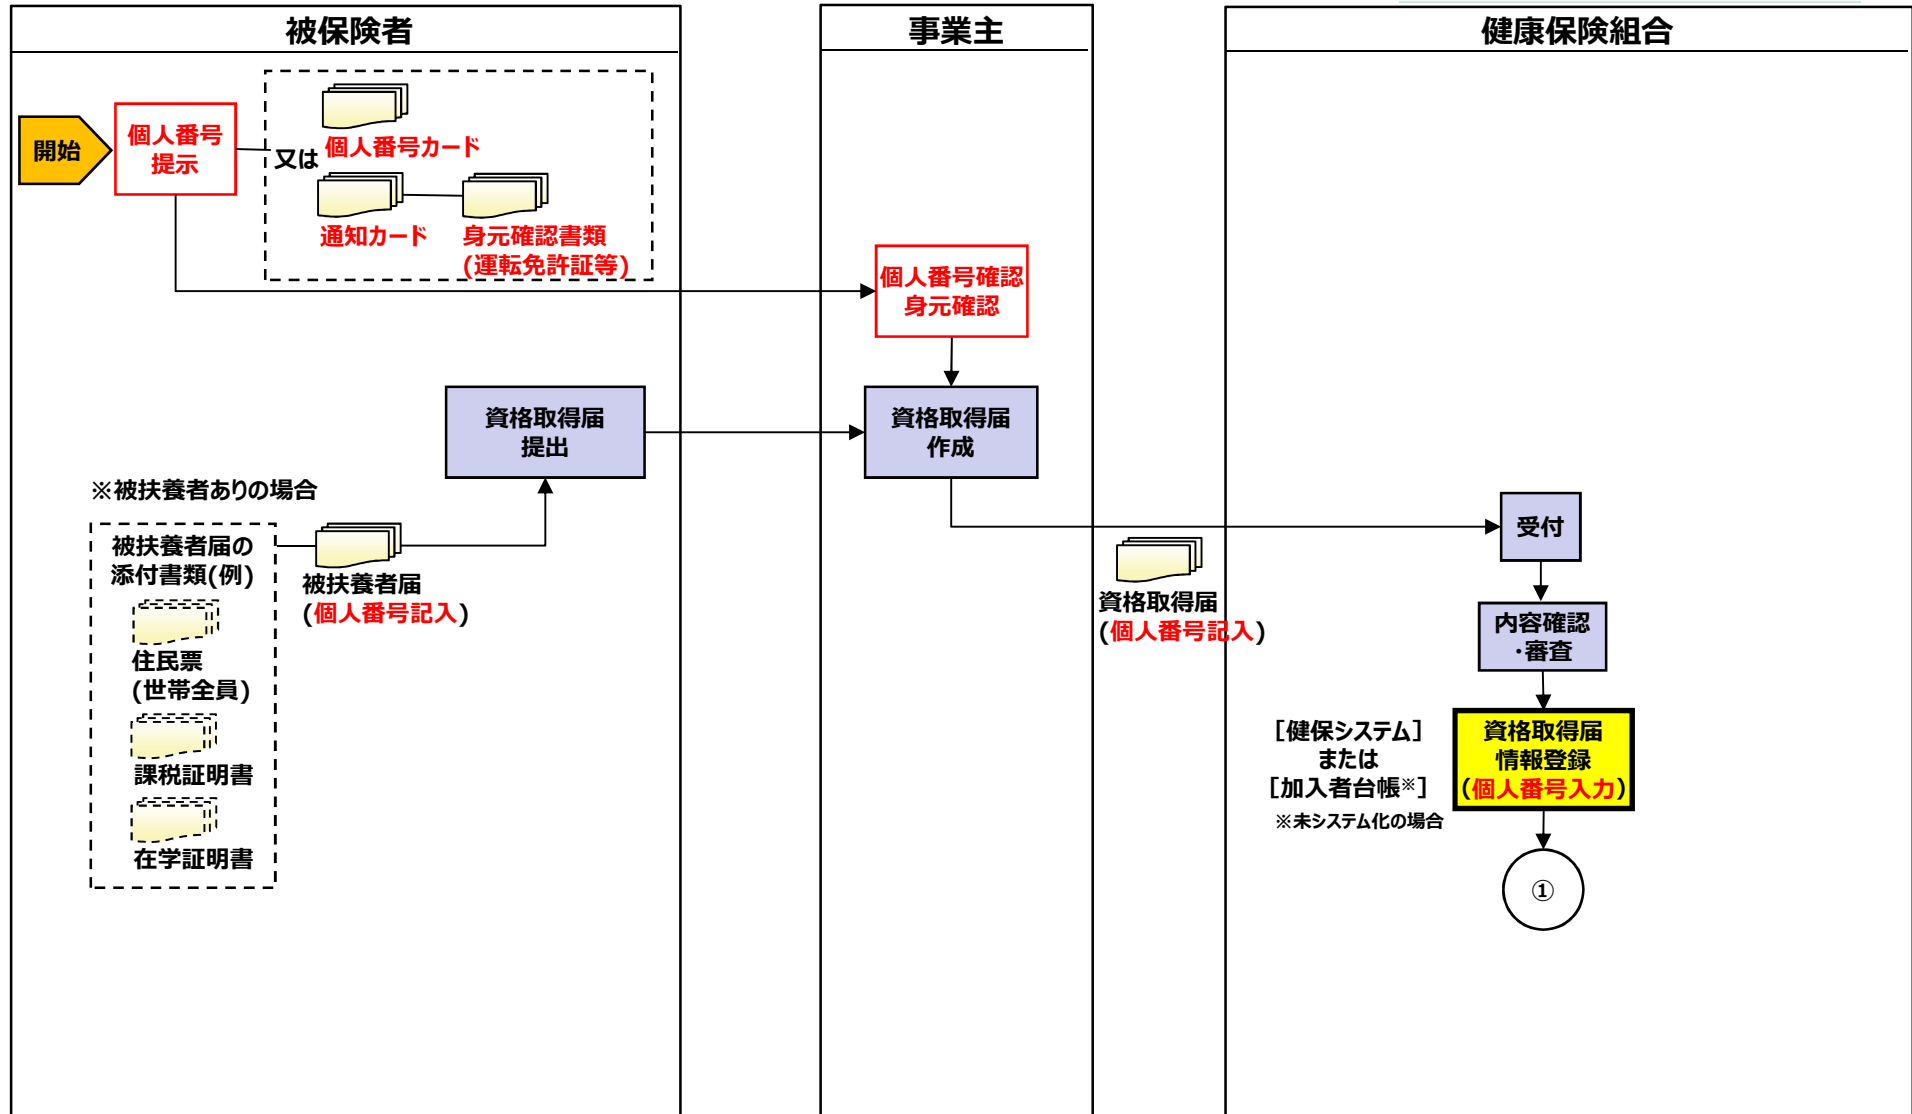 被保険者
事業主
健康保険組合
開始
個人番号
提示
又は
個人番号カード
通知カード
身元確認書類
(運転免許証等)
個人番号確認
身元確認
資格取得届
提出
資格取得届
作成
※被扶養者ありの場合
被扶養者届の
添付書類(例)
住民票
(世帯全員)
課税証明書
在学証明書
被扶養者届
(個人番号記入)
資格取得届
(個人番号記入)
受付
内容確認
・審査
[健保システム]
または
[加入者台帳※]
※未システム化の場合
資格取得届
情報登録
(個人番号入力)
①